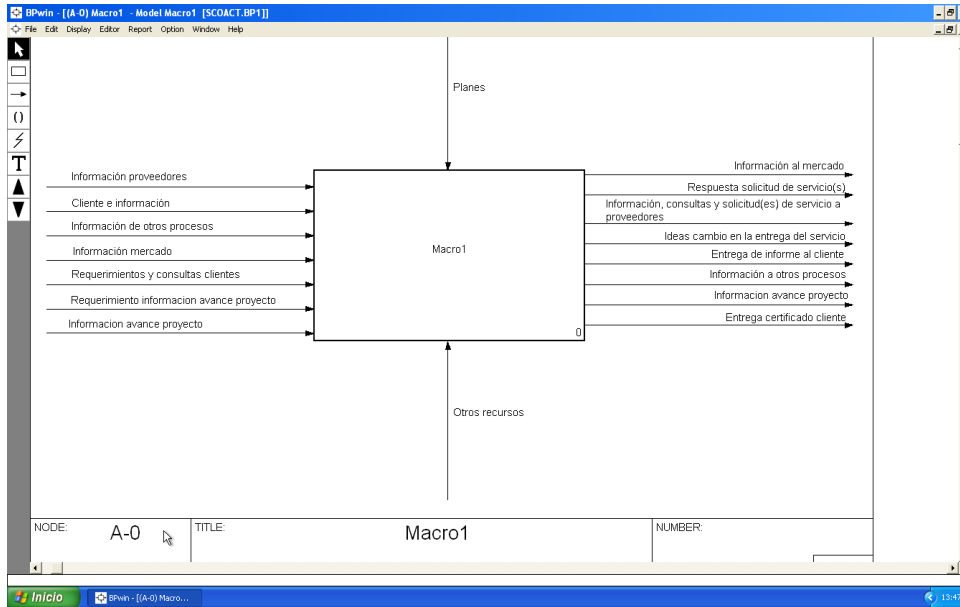 BPwin - [(A-0) Macro1 - Model Macro1 [SCOACT.BP1]]
File Edit Display Editor Report Option Window Help
( )
T
Planes
Información proveedores
Cliente e información
Información de otros procesos
Información mercado
Requerimientos y consultas clientes
Requerimiento informacion avance proyecto
Informacion avance proyecto
Macro1
0
Información al mercado
Respuesta solicitud de servicio(s)
Información, consultas y solicitud(es) de servicio a
proveedores
Ideas cambio en la entrega del servicio
Entrega de informe al cliente
Información a otros procesos
Informacion avance proyecto
Entrega certificado cliente
Otros recursos
NODE: A-0 TITLE: Macro1 NUMBER:
Inicio BPwin - [(A-0) Macro... 13:47